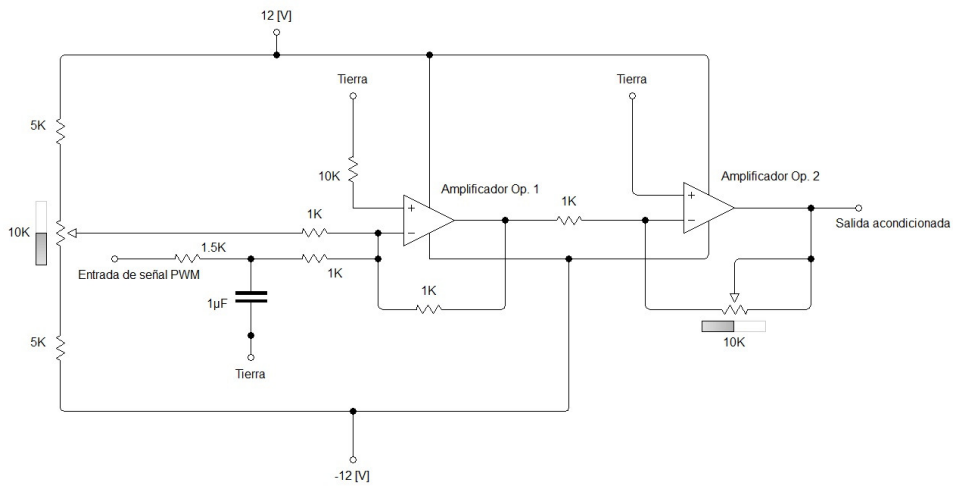 12 [V]
Tierra
Tierra
5K
10K
Amplificador Op. 1
Amplificador Op. 2
1K
1K
10K
Salida acondicionada
1.5K
Entrada de señal PWM
1K
1K
1µF
5K
10K
Tierra
-12 [V]